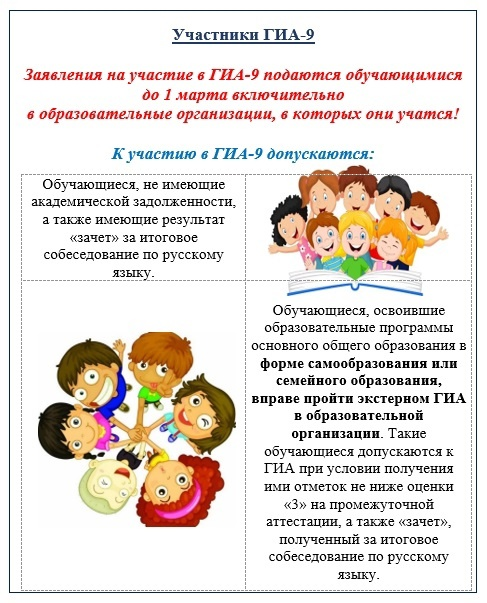 Участники ГИА-9
Заявления на участие в ГИА-9 подаются обучающимися
до 1 марта включительно
в образовательные организации, в которых они учатся!
К участию в ГИА-9 допускаются:
Обучающиеся, не имеющие
академической задолженности,
а также имеющие результат
«зачет» за итоговое
собеседование по русскому
языку.
Обучающиеся, освоившие
образовательные программы
основного общего образования в
форме самообразования или
семейного образования,
вправе пройти экстерном ГИА
в образовательной
организации. Такие
обучающиеся допускаются к
ГИА при условии получения
ими отметок не ниже оценки
«3» на промежуточной
аттестации, а также «зачет»,
полученный за итоговое
собеседование по русскому
языку.